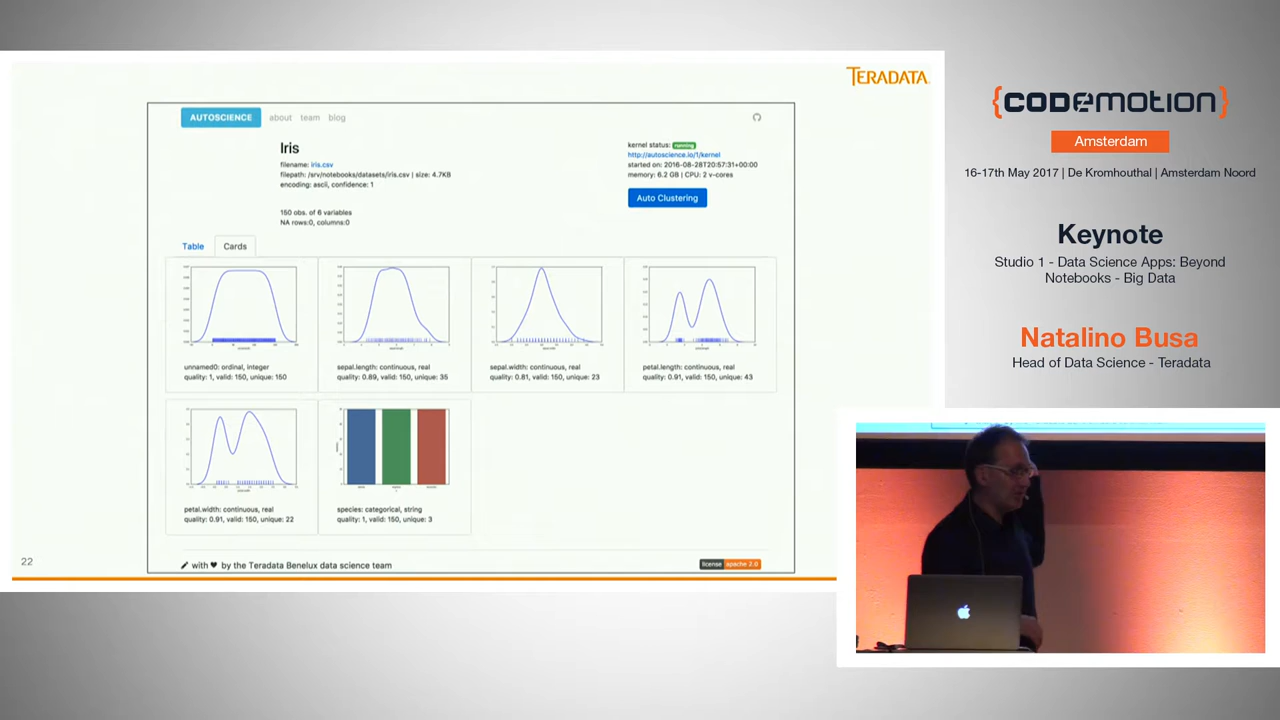 TERADATA
AUTOSCIENCE about team blog
Iris
filename: iris.csv
filepath: /srv/notebooks/datasets/iris.csv | size: 4.7KB
encoding: ascii, confidence: 1
150 obs. of 6 variables
NA rows:0, columns:0
kernel status: running
http://autoscience.io/1/kernel
started on: 2016-08-28T20:57:31+00:00
memory: 6.2 GB | CPU: 2 v-cores
Auto Clustering
Table Cards
unnamed0: ordinal, integer
quality: 1, valid: 150, unique: 150
sepal.length: continuous, real
quality: 0.89, valid: 150, unique: 35
sepal.width: continuous, real
quality: 0.81, valid: 150, unique: 23
petal.length: continuous, real
quality: 0.91, valid: 150, unique: 43
petal.width: continuous, real
quality: 0.91, valid: 150, unique: 22
species: categorical, string
quality: 1, valid: 150, unique: 3
with ♥ by the Teradata Benelux data science team
license apache 2.0
22
{CODEMOTION}
Amsterdam
16-17th May 2017 | De Kromhouthal | Amsterdam Noord
Keynote
Studio 1 - Data Science Apps: Beyond
Notebooks - Big Data
Natalino Busa
Head of Data Science - Teradata